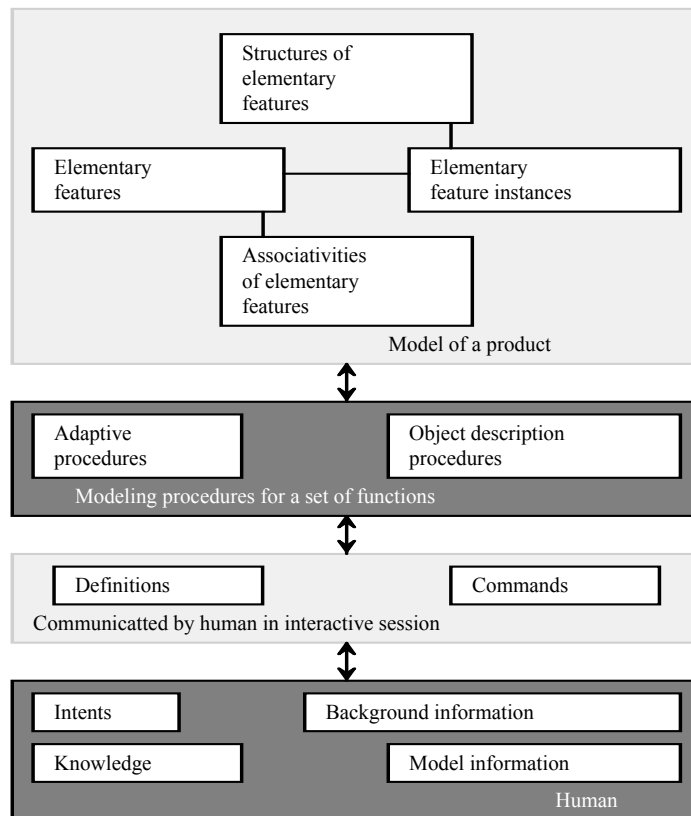 Structures of
elementary
features
Elementary
features
Elementary
feature instances
Associativities
of elementary
features
Model of a product
Adaptive
procedures
Object description
procedures
Modeling procedures for a set of functions
Definitions
Commands
Communicatted by human in interactive session
Intents
Background information
Knowledge
Model information
Human